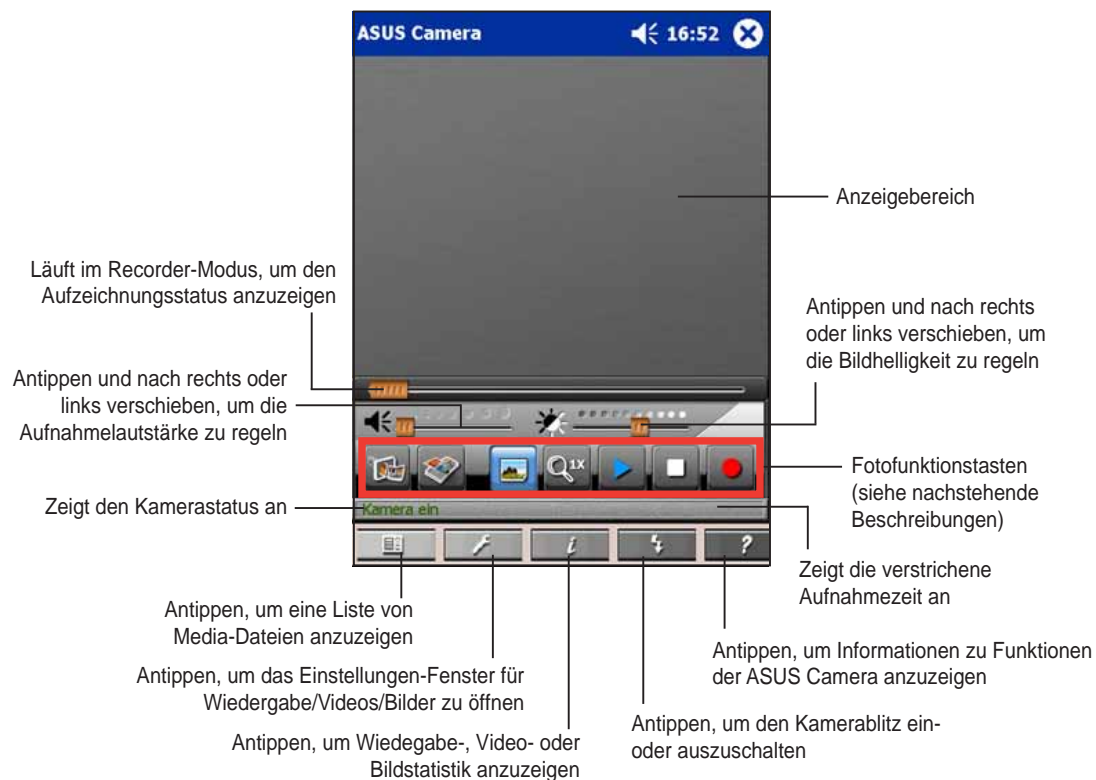 ASUS Camera 16:52
Anzeigebereich
Läuft im Recorder-Modus, um den
Aufzeichnungsstatus anzuzeigen
Antippen und nach rechts
oder links verschieben, um
die Bildhelligkeit zu regeln
Antippen und nach rechts oder
links verschieben, um die
Aufnahmelautstärke zu regeln
1X
Fotofunktionstasten
(siehe nachstehende
Beschreibungen)
Zeigt den Kamerastatus an
Kamera ein
i
?
Zeigt die verstrichene
Aufnahmezeit an
Antippen, um eine Liste von
Media-Dateien anzuzeigen
Antippen, um Informationen zu Funktionen
der ASUS Camera anzuzeigen
Antippen, um das Einstellungen-Fenster für
Wiedergabe/Videos/Bilder zu öffnen
Antippen, um den Kamerablitz ein-
oder auszuschalten
Antippen, um Wiedegabe-, Video- oder
Bildstatistik anzuzeigen